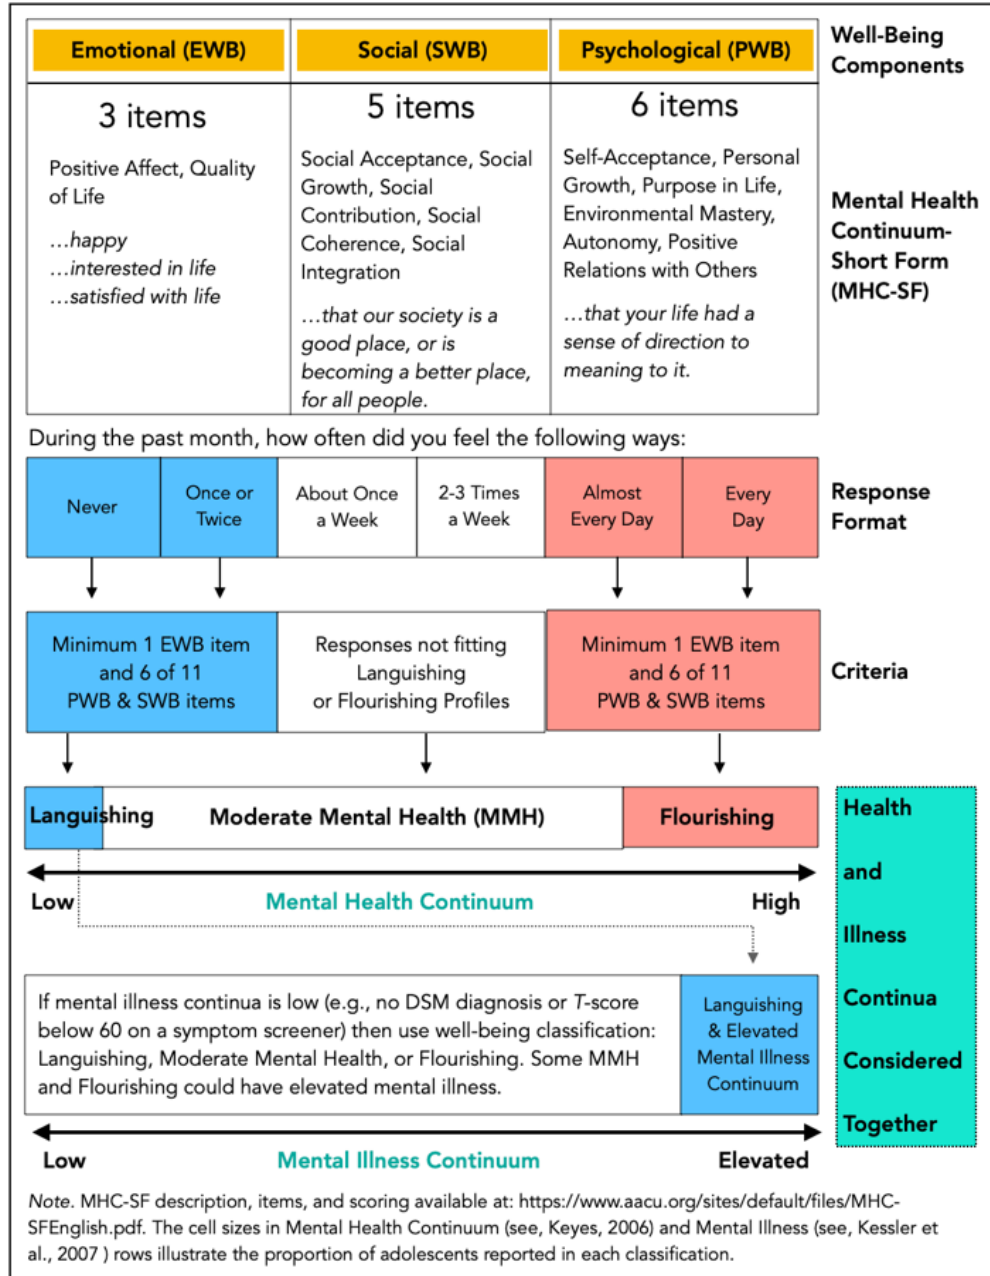 Emotional (EWB)
Social (SWB)
Psychological (PWB)
Well-Being
Components
3 items
Positive Affect, Quality
of Life
…happy
…interested in life
…satisfied with life
5 items
Social Acceptance, Social
Growth, Social
Contribution, Social
Coherence, Social
Integration
…that our society is a
good place, or is
becoming a better place,
for all people.
6 items
Self-Acceptance, Personal
Growth, Purpose in Life,
Environmental Mastery,
Autonomy, Positive
Relations with Others
…that your life had a
sense of direction to
meaning to it.
Mental Health
Continuum-
Short Form
(MHC-SF)
During the past month, how often did you feel the following ways:
Never
Once or
Twice
About Once
a Week
2-3 Times
a Week
Almost
Every Day
Every
Day
Response
Format
Minimum 1 EWB item
and 6 of 11
PWB & SWB items
Responses not fitting
Languishing
or Flourishing Profiles
Minimum 1 EWB item
and 6 of 11
PWB & SWB items
Criteria
Languishing
Moderate Mental Health (MMH)
Flourishing
Low
Mental Health Continuum
High
If mental illness continua is low (e.g., no DSM diagnosis or T-score
below 60 on a symptom screener) then use well-being classification:
Languishing, Moderate Mental Health, or Flourishing. Some MMH
and Flourishing could have elevated mental illness.
Languishing
& Elevated
Mental Illness
Continuum
Low
Mental Illness Continuum
Elevated
Health
and
Illness
Continua
Considered
Together
Note. MHC-SF description, items, and scoring available at: https://www.aacu.org/sites/default/files/MHC-
SFEnglish.pdf. The cell sizes in Mental Health Continuum (see, Keyes, 2006) and Mental Illness (see, Kessler et
al., 2007 ) rows illustrate the proportion of adolescents reported in each classification.